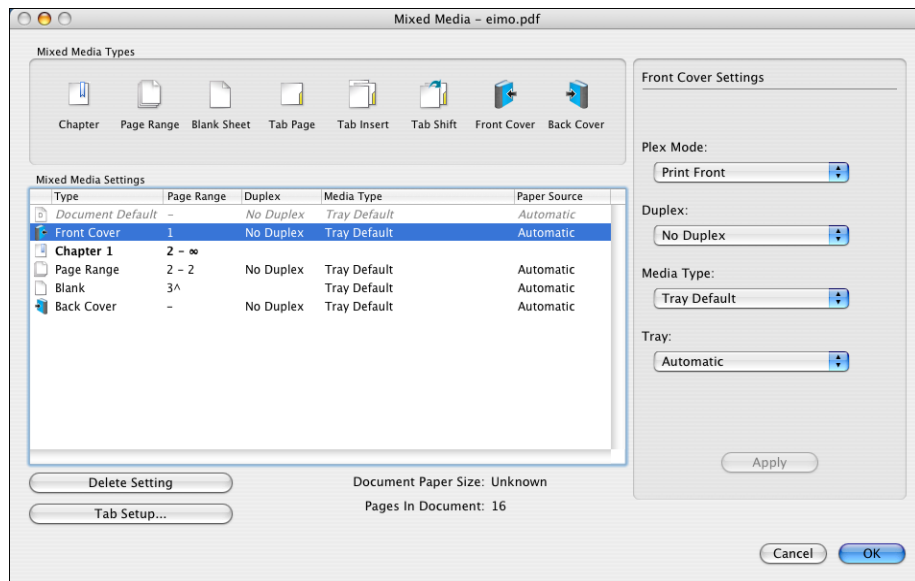 Mixed Media – eimo.pdf
Mixed Media Types
Chapter Page Range Blank Sheet Tab Page Tab Insert Tab Shift Front Cover Back Cover
Mixed Media Settings
Type Page Range Duplex Media Type Paper Source
Document Default – No Duplex Tray Default Automatic
Front Cover 1 No Duplex Tray Default Automatic
Chapter 1 2 – ∞
Page Range 2 – 2 No Duplex Tray Default Automatic
Blank 3^ Tray Default Automatic
Back Cover – No Duplex Tray Default Automatic
Delete Setting
Tab Setup...
Document Paper Size: Unknown
Pages In Document: 16
Front Cover Settings
Plex Mode:
Print Front
Duplex:
No Duplex
Media Type:
Tray Default
Tray:
Automatic
Apply
Cancel OK